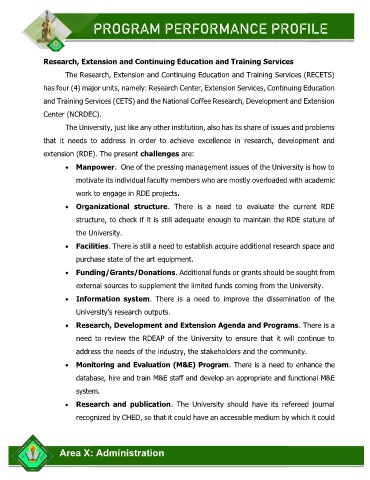 PROGRAM PERFORMANCE PROFILE
Research, Extension and Continuing Education and Training Services
The Research, Extension and Continuing Education and Training Services (RECETS)
has four (4) major units, namely: Research Center, Extension Services, Continuing Education
and Training Services (CETS) and the National Coffee Research, Development and Extension
Center (NCRDEC).
The University, just like any other institution, also has its share of issues and problems
that it needs to address in order to achieve excellence in research, development and
extension (RDE). The present challenges are:
• Manpower. One of the pressing management issues of the University is how to
motivate its individual faculty members who are mostly overloaded with academic
work to engage in RDE projects.
• Organizational structure. There is a need to evaluate the current RDE
structure, to check if it is still adequate enough to maintain the RDE stature of
the University.
• Facilities. There is still a need to establish acquire additional research space and
purchase state of the art equipment.
• Funding/Grants/Donations. Additional funds or grants should be sought from
external sources to supplement the limited funds coming from the University.
• Information system. There is a need to improve the dissemination of the
University's research outputs.
• Research, Development and Extension Agenda and Programs. There is a
need to review the RDEAP of the University to ensure that it will continue to
address the needs of the industry, the stakeholders and the community.
• Monitoring and Evaluation (M&E) Program. There is a need to enhance the
database, hire and train M&E staff and develop an appropriate and functional M&E
system.
• Research and publication. The University should have its refereed journal
recognized by CHED, so that it could have an accessible medium by which it could
Area X: Administration